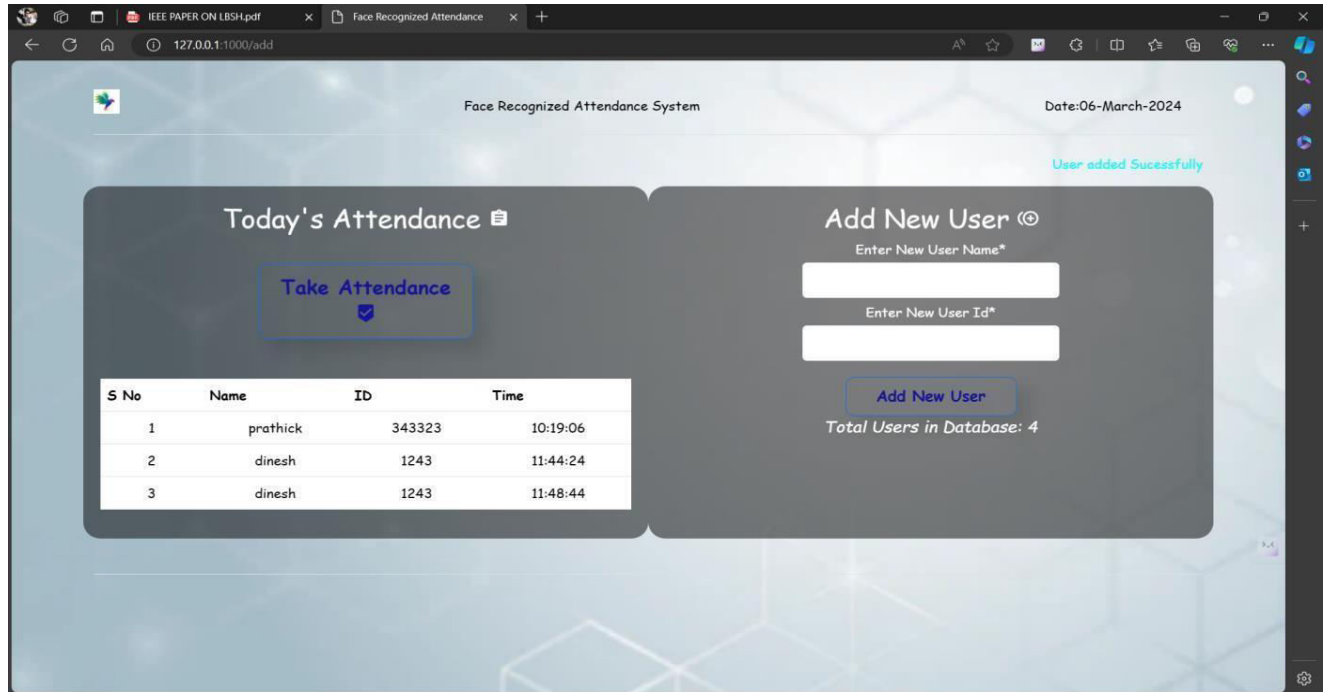 IEEE PAPER ON LBSH.pdf
Face Recognized Attendance
127.0.0.1:1000/add
Face Recognized Attendance System
Date:06-March-2024
User added Sucessfully
Today's Attendance
Take Attendance
S No Name ID Time
1 prathick 343323 10:19:06
2 dinesh 1243 11:44:24
3 dinesh 1243 11:48:44
Add New User
Enter New User Name*
Enter New User Id*
Add New User
Total Users in Database: 4